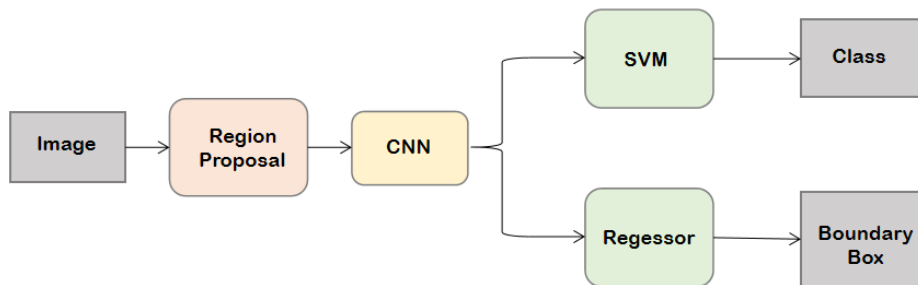 Image
Region
Proposal
CNN
SVM
Class
Regessor
Boundary
Box